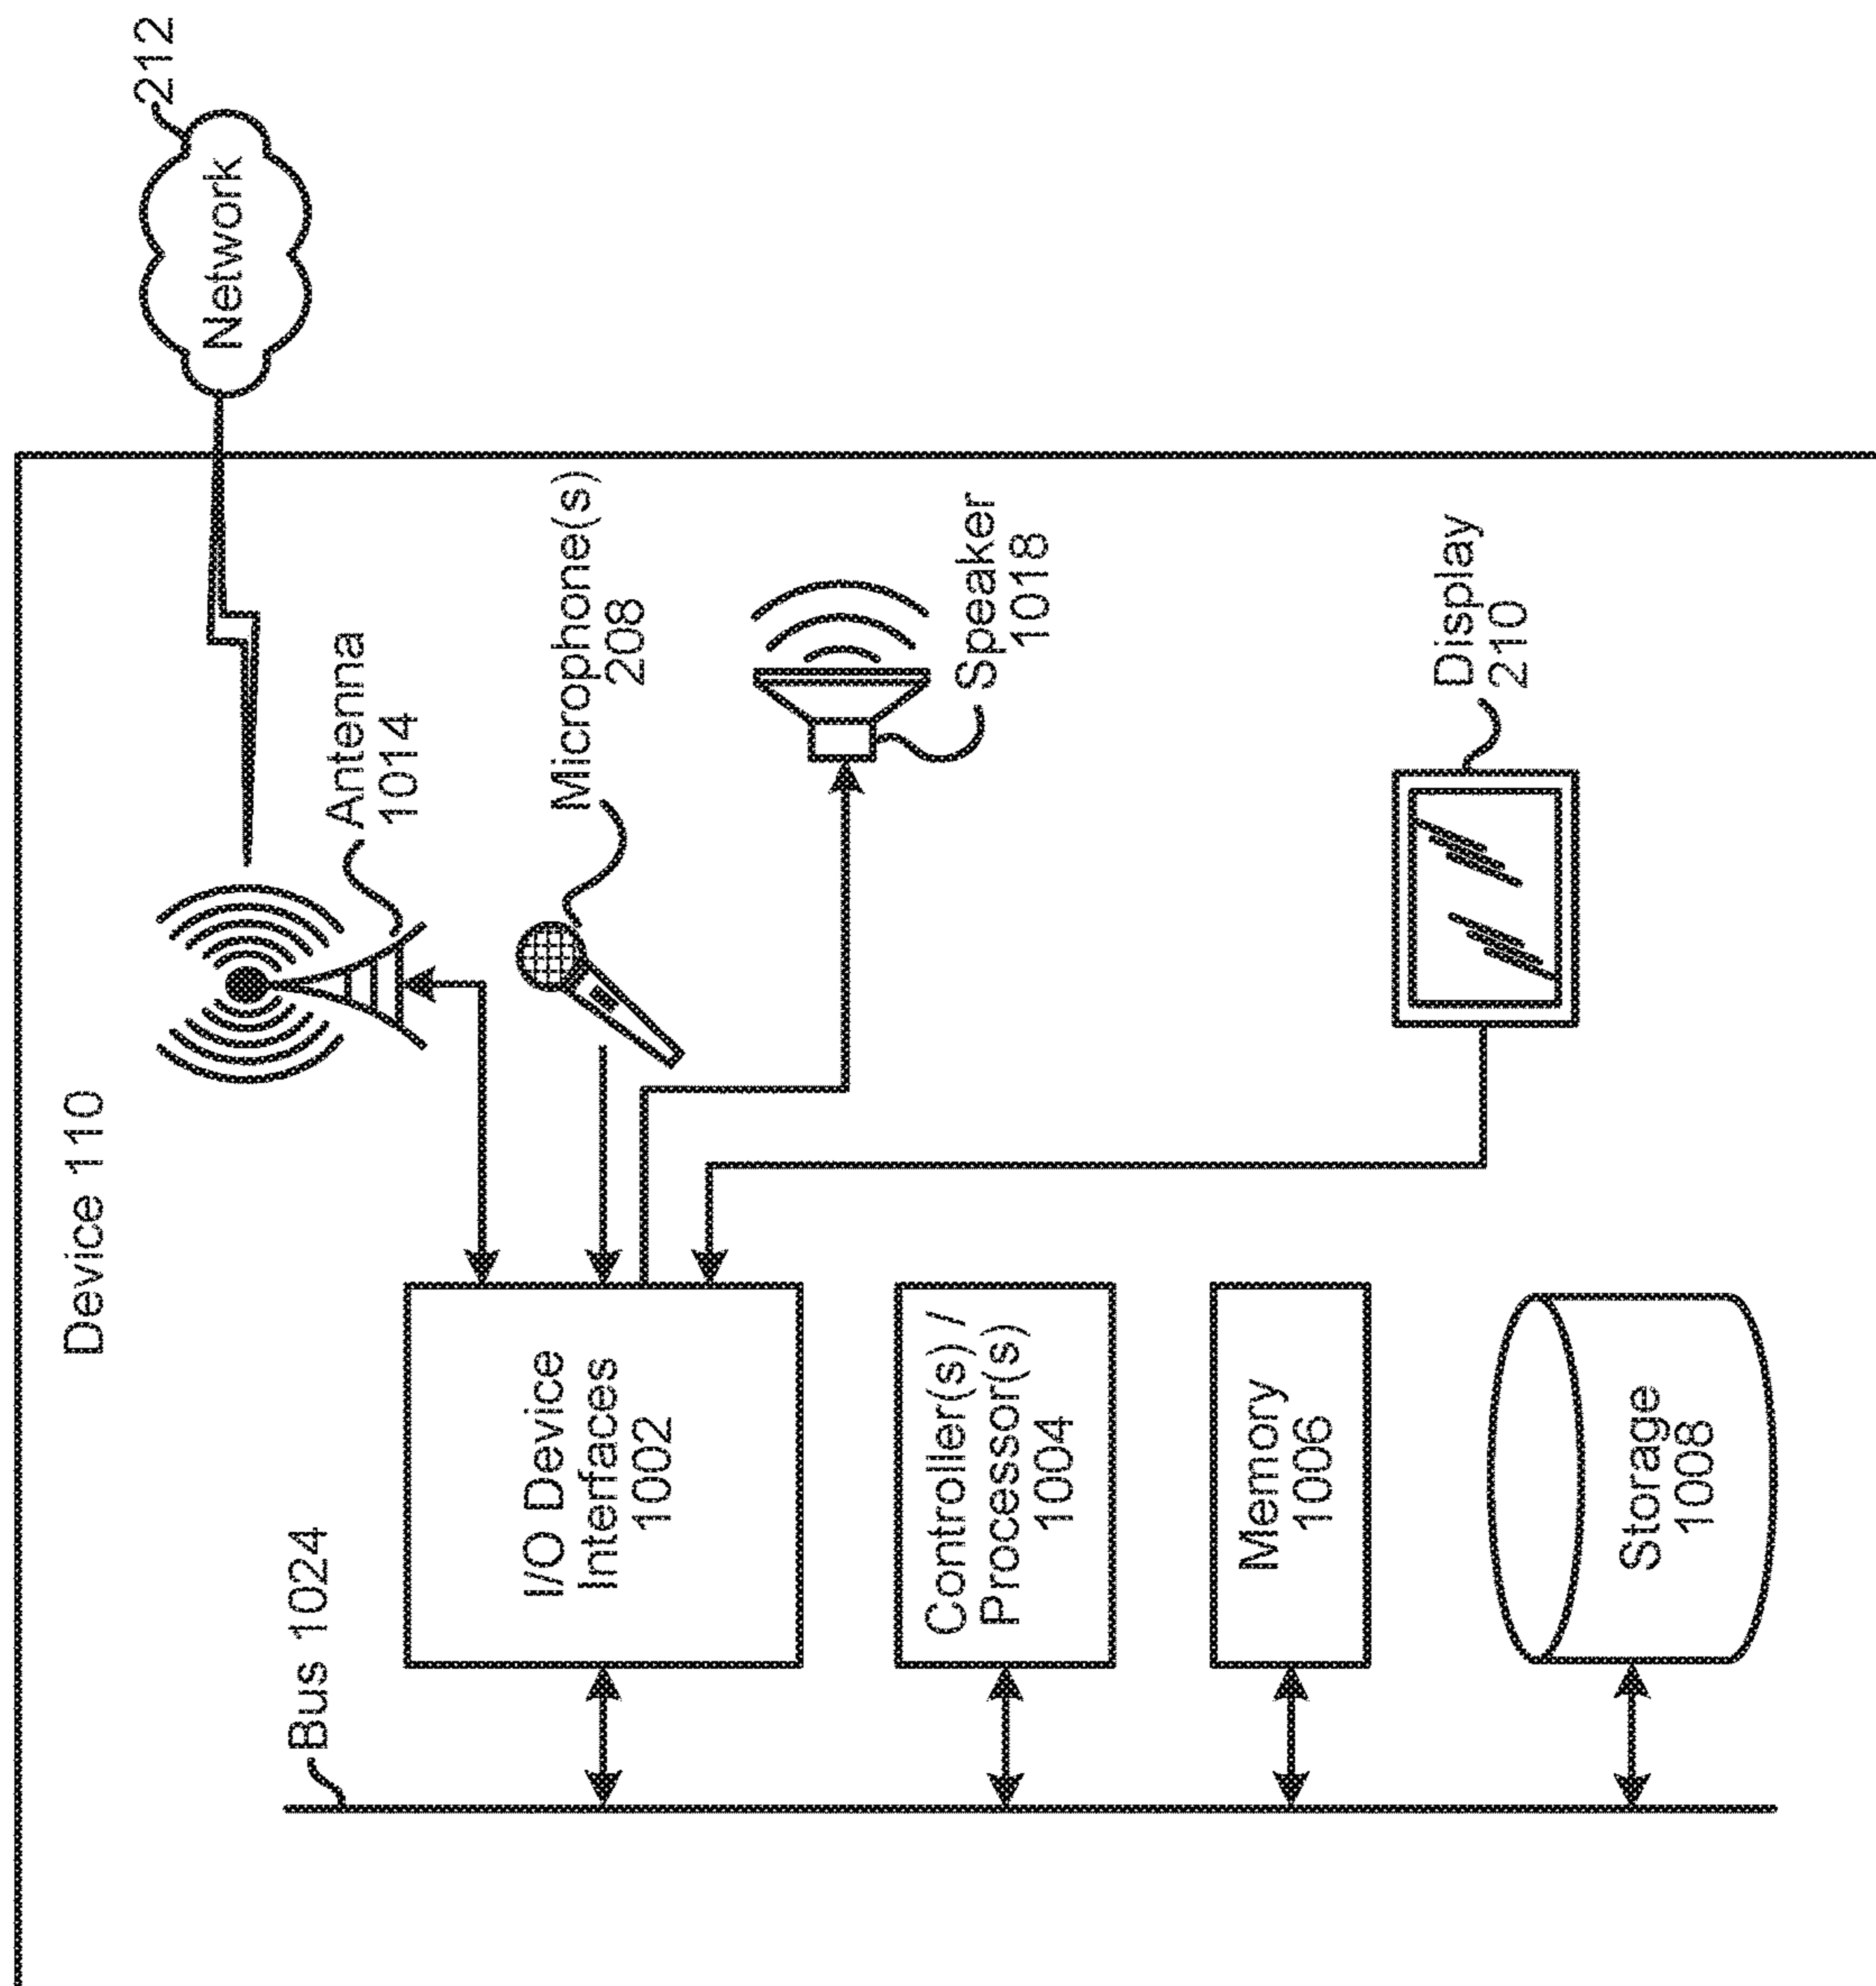 Device 110
Bus 1024
I/O Device
Interfaces
1002
Controller(s) /
Processor(s)
1004
Memory
1006
Storage
1008
Antenna
1014
Microphone(s)
208
Speaker
1018
Display
210
Network
212